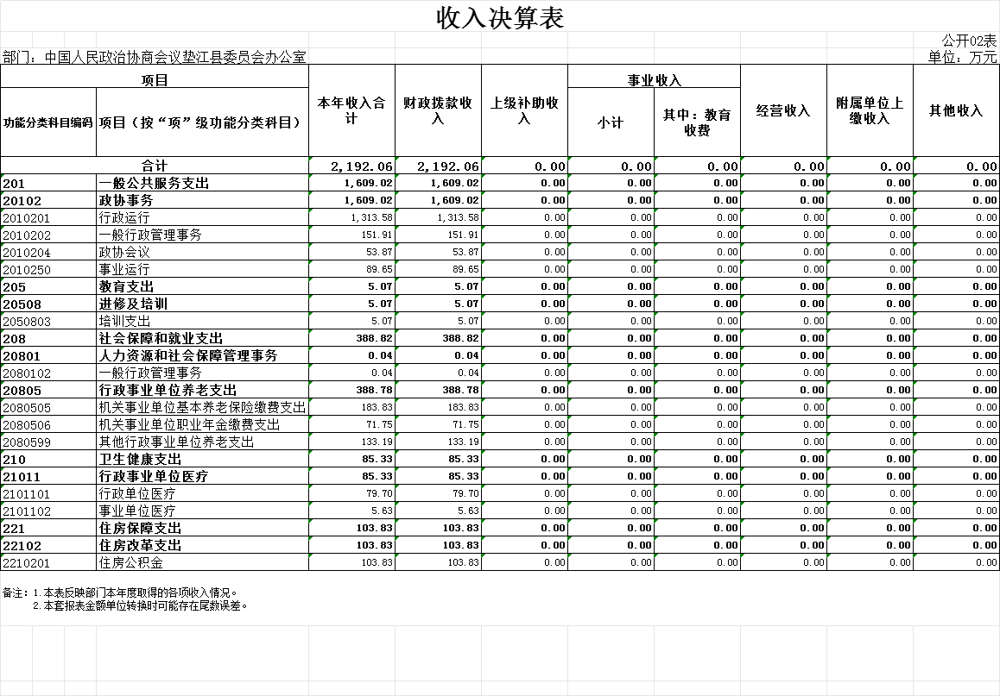 收入决算表
公开02表
部门：中国人民政治协商会议垫江县委员会办公室 单位：万元
项目 本年收入合计 财政拨款收入 上级补助收入 事业收入 经营收入 附属单位上缴收入 其他收入
功能分类科目编码 项目（按“项”级功能分类科目） 小计 其中：教育收费
合计 2,192.06 2,192.06 0.00 0.00 0.00 0.00 0.00 0.00
201 一般公共服务支出 1,609.02 1,609.02 0.00 0.00 0.00 0.00 0.00 0.00
20102 政协事务 1,609.02 1,609.02 0.00 0.00 0.00 0.00 0.00 0.00
2010201 行政运行 1,313.58 1,313.58 0.00 0.00 0.00 0.00 0.00 0.00
2010202 一般行政管理事务 151.91 151.91 0.00 0.00 0.00 0.00 0.00 0.00
2010204 政协会议 53.87 53.87 0.00 0.00 0.00 0.00 0.00 0.00
2010250 事业运行 89.65 89.65 0.00 0.00 0.00 0.00 0.00 0.00
205 教育支出 5.07 5.07 0.00 0.00 0.00 0.00 0.00 0.00
20508 进修及培训 5.07 5.07 0.00 0.00 0.00 0.00 0.00 0.00
2050803 培训支出 5.07 5.07 0.00 0.00 0.00 0.00 0.00 0.00
208 社会保障和就业支出 388.82 388.82 0.00 0.00 0.00 0.00 0.00 0.00
20801 人力资源和社会保障管理事务 0.04 0.04 0.00 0.00 0.00 0.00 0.00 0.00
2080102 一般行政管理事务 0.04 0.04 0.00 0.00 0.00 0.00 0.00 0.00
20805 行政事业单位养老支出 388.78 388.78 0.00 0.00 0.00 0.00 0.00 0.00
2080505 机关事业单位基本养老保险缴费支出 183.83 183.83 0.00 0.00 0.00 0.00 0.00 0.00
2080506 机关事业单位职业年金缴费支出 71.75 71.75 0.00 0.00 0.00 0.00 0.00 0.00
2080599 其他行政事业单位养老支出 133.19 133.19 0.00 0.00 0.00 0.00 0.00 0.00
210 卫生健康支出 85.33 85.33 0.00 0.00 0.00 0.00 0.00 0.00
21011 行政事业单位医疗 85.33 85.33 0.00 0.00 0.00 0.00 0.00 0.00
2101101 行政单位医疗 79.70 79.70 0.00 0.00 0.00 0.00 0.00 0.00
2101102 事业单位医疗 5.63 5.63 0.00 0.00 0.00 0.00 0.00 0.00
221 住房保障支出 103.83 103.83 0.00 0.00 0.00 0.00 0.00 0.00
22102 住房改革支出 103.83 103.83 0.00 0.00 0.00 0.00 0.00 0.00
2210201 住房公积金 103.83 103.83 0.00 0.00 0.00 0.00 0.00 0.00
备注：1.本表反映部门本年度取得的各项收入情况。
2.本套报表金额单位转换时可能存在尾数误差。